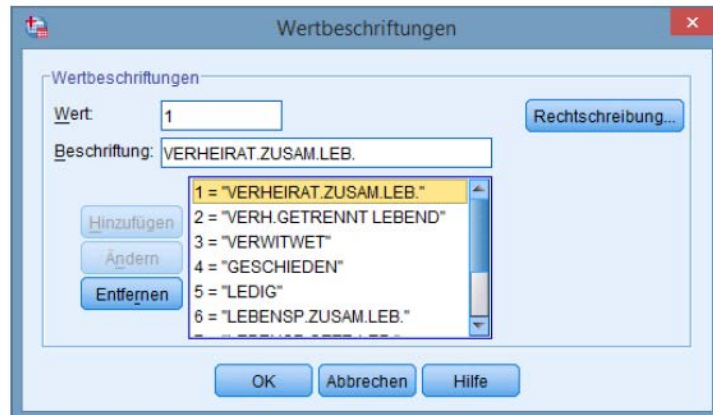 Wertbeschriftungen
Wertbeschriftungen
Wert: 1
Rechtschreibung...
Beschriftung: VERHEIRAT.ZUSAM.LEB.
1 = "VERHEIRAT.ZUSAM.LEB."
2 = "VERH.GETRENNT LEBEND"
3 = "VERWITWET"
4 = "GESCHIEDEN"
5 = "LEDIG"
6 = "LEBENSP.ZUSAM.LEB."
Hinzufügen
Ändern
Entfernen
OK Abbrechen Hilfe